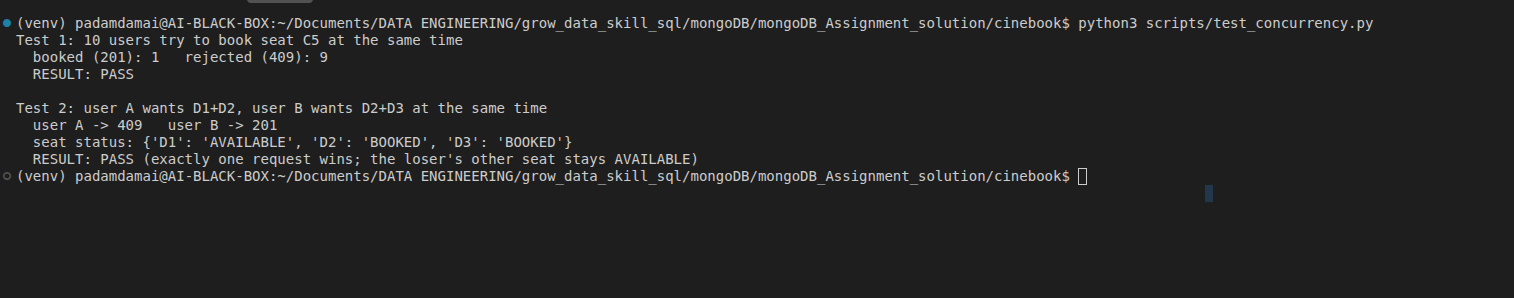 (venv) padamdamai@AI-BLACK-BOX:~/Documents/DATA ENGINEERING/grow_data_skill_sql/mongoDB/mongoDB_Assignment_solution/cinebook$ python3 scripts/test_concurrency.py
Test 1: 10 users try to book seat C5 at the same time
  booked (201): 1   rejected (409): 9
  RESULT: PASS

Test 2: user A wants D1+D2, user B wants D2+D3 at the same time
  user A -> 409   user B -> 201
  seat status: {'D1': 'AVAILABLE', 'D2': 'BOOKED', 'D3': 'BOOKED'}
  RESULT: PASS (exactly one request wins; the loser's other seat stays AVAILABLE)
(venv) padamdamai@AI-BLACK-BOX:~/Documents/DATA ENGINEERING/grow_data_skill_sql/mongoDB/mongoDB_Assignment_solution/cinebook$